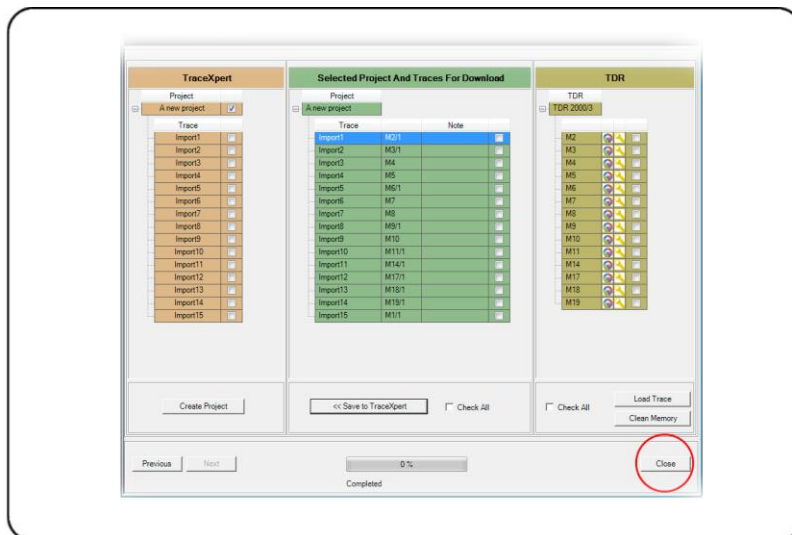 TraceXpert
Project
A new project
Trace
Import1
Import2
Import3
Import4
Import5
Import6
Import7
Import8
Import9
Import10
Import11
Import12
Import13
Import14
Import15
Create Project
Selected Project And Traces For Download
Project
A new project
Trace Note
Import1 M2/1
Import2 M3/1
Import3 M4
Import4 M5
Import5 M6/1
Import6 M7
Import7 M8
Import8 M9/1
Import9 M10
Import10 M11/1
Import11 M14/1
Import12 M17/1
Import13 M18/1
Import14 M19/1
Import15 M1/1
<< Save to TraceXpert Check All
TDR
TDR
TDR 2000/3
M2
M3
M4
M5
M6
M7
M8
M9
M10
M11
M14
M17
M18
M19
Check All
Load Trace
Clean Memory
Previous Next 0 % Close
Completed